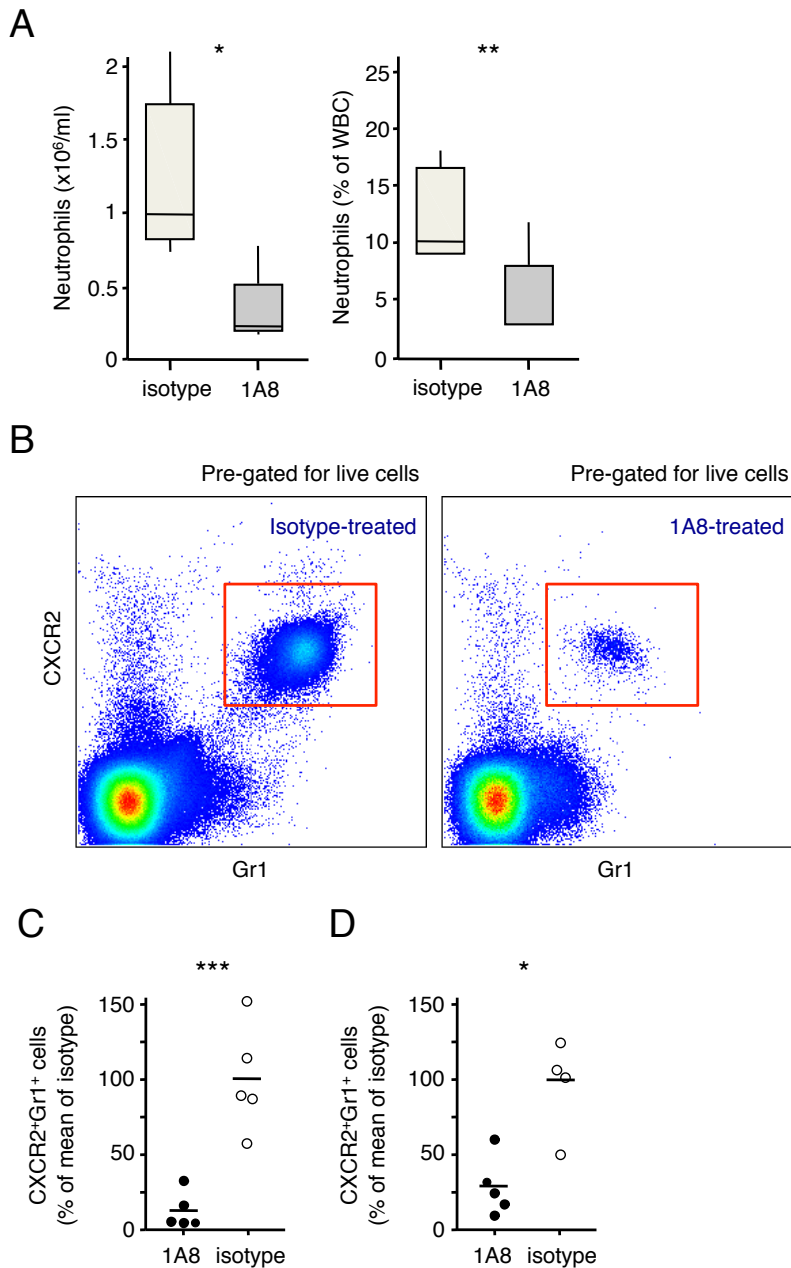 A
*
**
Neutrophils (x10⁶/ml)
2
1.5
1
0.5
0
isotype 1A8
Neutrophils (% of WBC)
25
20
15
10
5
0
isotype 1A8
B
Pre-gated for live cells
Pre-gated for live cells
Isotype-treated
1A8-treated
CXCR2
Gr1
Gr1
C
***
CXCR2⁺Gr1⁺ cells
(% of mean of isotype)
150
100
50
0
1A8 isotype
D
*
CXCR2⁺Gr1⁺ cells
(% of mean of isotype)
150
100
50
0
1A8 isotype